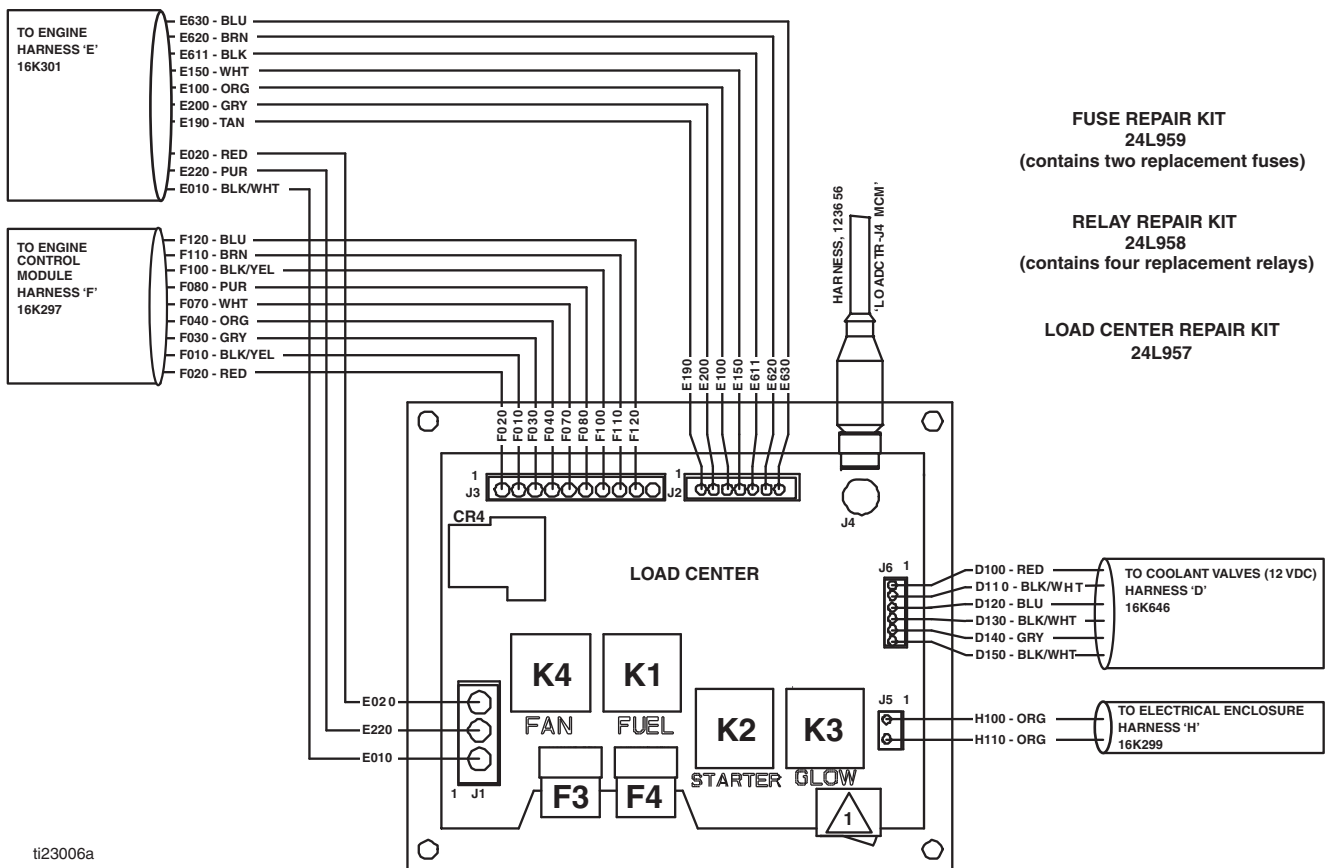 TO ENGINE
HARNESS 'E'
16K301
E630 - BLU
E620 - BRN
E611 - BLK
E150 - WHT
E100 - ORG
E200 - GRY
E190 - TAN
E020 - RED
E220 - PUR
E010 - BLK/WHT
TO ENGINE
CONTROL
MODULE
HARNESS 'F'
16K297
F120 - BLU
F110 - BRN
F100 - BLK/YEL
F080 - PUR
F070 - WHT
F040 - ORG
F030 - GRY
F010 - BLK/YEL
F020 - RED
FUSE REPAIR KIT
24L959
(contains two replacement fuses)
RELAY REPAIR KIT
24L958
(contains four replacement relays)
LOAD CENTER REPAIR KIT
24L957
HARNESS, 123656
'LOADCTR-J4 MCM'
E190
E200
E100
E150
E611
E620
E630
F020
F010
F030
F040
F070
F080
F100
F110
F120
1
J3
1
J2
J4
CR4
LOAD CENTER
J6 1
D100 - RED
D110 - BLK/WHT
D120 - BLU
D130 - BLK/WHT
D140 - GRY
D150 - BLK/WHT
TO COOLANT VALVES (12 VDC)
HARNESS 'D'
16K646
K4
FAN
K1
FUEL
K2
STARTER
K3
GLOW
J5 1
H100 - ORG
H110 - ORG
TO ELECTRICAL ENCLOSURE
HARNESS 'H'
16K299
E020
E220
E010
1 J1
F3
F4
1
ti23006a